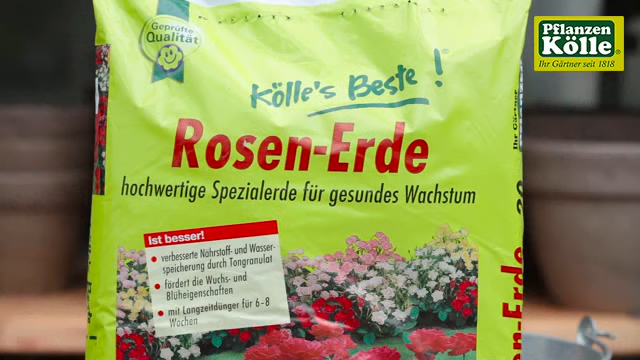 Geprüfte
Qualität
Pflanzen
Kölle
Ihr Gärtner seit 1818
Kölle's Beste!
Rosen-Erde
hochwertige Spezialerde für gesundes Wachstum
Ist besser!
• verbesserte Nährstoff- und Wasser-
speicherung durch Tongranulat
• fördert die Wuchs- und
Blüheigenschaften
• mit Langzeitdünger für 6-8
Wochen
Ihr Gärtner
n-Erde